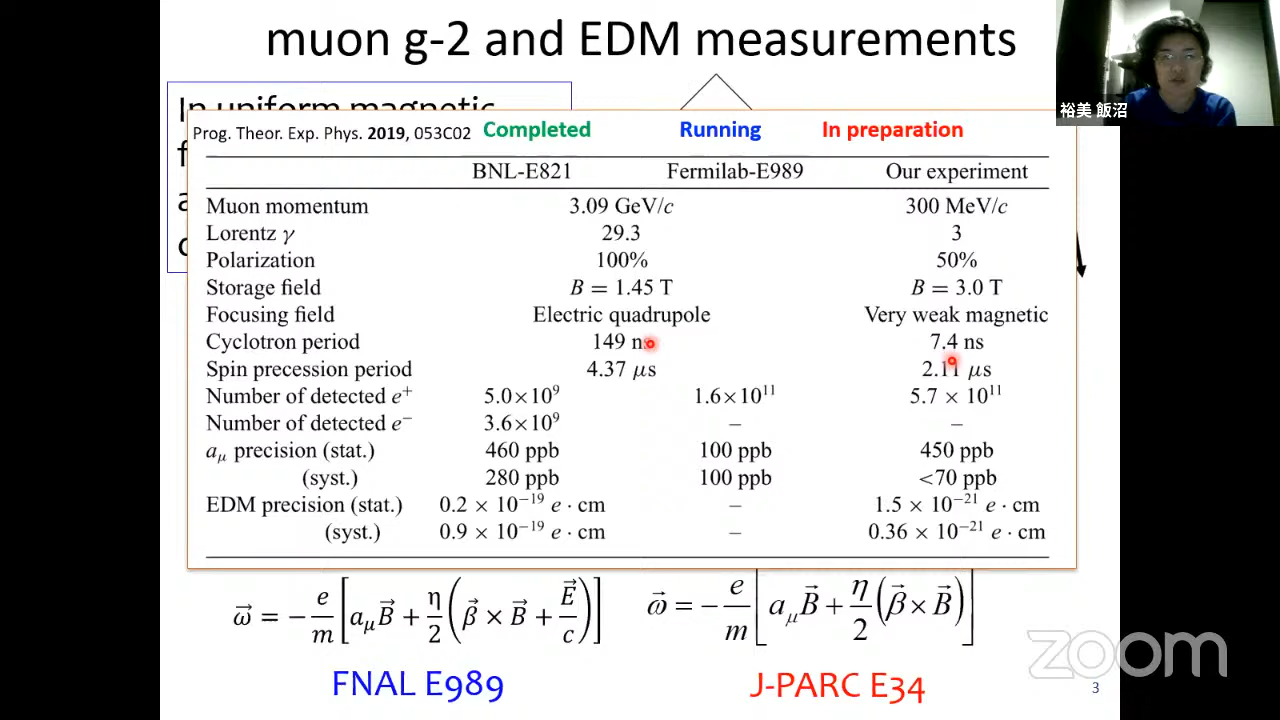 muon g-2 and EDM measurements
裕美 飯沼
In uniform magnetic
Prog. Theor. Exp. Phys. 2019, 053C02 Completed Running In preparation
BNL-E821 Fermilab-E989 Our experiment
Muon momentum 3.09 GeV/c 300 MeV/c
Lorentz γ 29.3 3
Polarization 100% 50%
Storage field B = 1.45 T B = 3.0 T
Focusing field Electric quadrupole Very weak magnetic
Cyclotron period 149 ns 7.4 ns
Spin precession period 4.37 μs 2.11 μs
Number of detected e⁺ 5.0×10⁹ 1.6×10¹¹ 5.7 × 10¹¹
Number of detected e⁻ 3.6×10⁹ – –
aμ precision (stat.) 460 ppb 100 ppb 450 ppb
(syst.) 280 ppb 100 ppb <70 ppb
EDM precision (stat.) 0.2 × 10⁻¹⁹ e · cm – 1.5 × 10⁻²¹ e · cm
(syst.) 0.9 × 10⁻¹⁹ e · cm – 0.36 × 10⁻²¹ e · cm
ω⃗ = −e/m[aμB⃗ + η/2(β⃗ × B⃗ + E⃗/c)] ω⃗ = −e/m[aμB⃗ + η/2(β⃗ × B⃗)]
FNAL E989 J-PARC E34
zoom
3